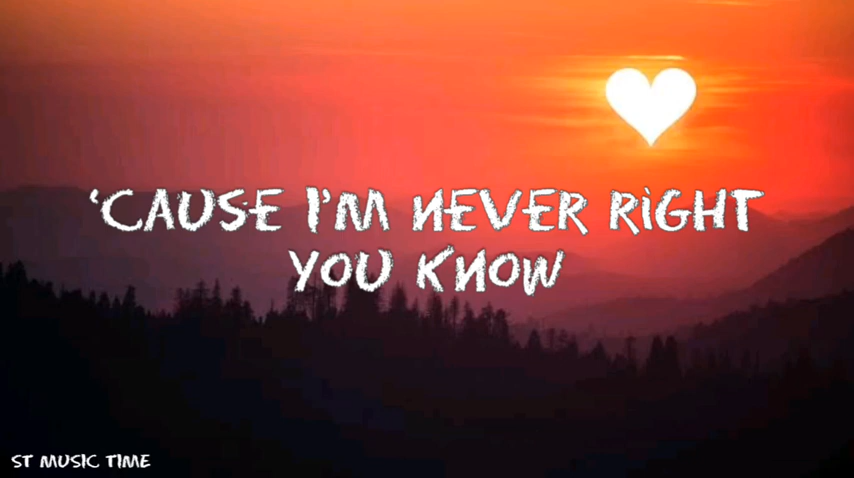 'CAUSE I'M NEVER RIGHT
YOU KNOW
ST MUSIC TIME